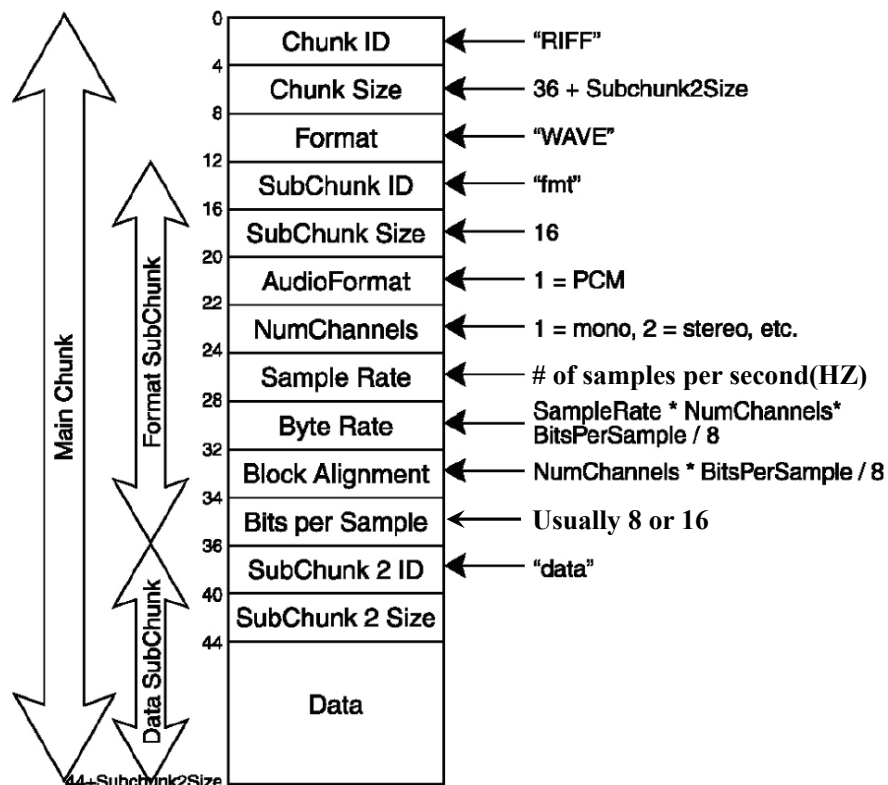 0
Chunk ID
“RIFF”
4
Chunk Size
36 + Subchunk2Size
8
Format
“WAVE”
12
SubChunk ID
“fmt”
16
SubChunk Size
16
20
AudioFormat
1 = PCM
22
NumChannels
1 = mono, 2 = stereo, etc.
24
Sample Rate
# of samples per second(HZ)
28
Byte Rate
SampleRate * NumChannels*
BitsPerSample / 8
32
Block Alignment
NumChannels * BitsPerSample / 8
34
Bits per Sample
Usually 8 or 16
36
SubChunk 2 ID
“data”
40
SubChunk 2 Size
44
Data
44+Subchunk2Size
Main Chunk
Format SubChunk
Data SubChunk